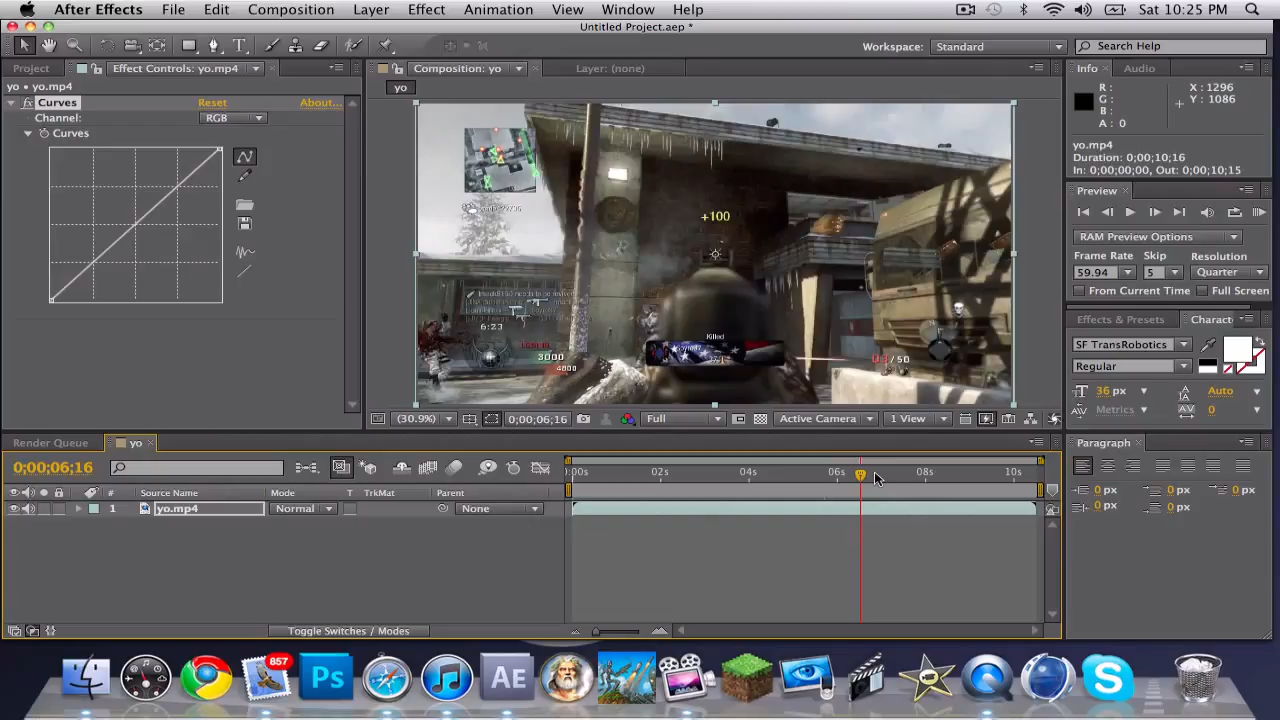 After Effects File Edit Composition Layer Effect Animation View Window Help Sat 10:25 PM
Untitled Project.aep *
Workspace: Standard Search Help
Project Effect Controls: yo.mp4 Composition: yo Layer: (none) Info Audio
yo • yo.mp4 yo
fx Curves Reset About...
Channel: RGB
Curves
R:
G:
B:
A: 0
X: 1296
Y: 1086
yo.mp4
Duration: 0;00;10;16
In: 0;00;00;00, Out: 0;00;10;15
Preview
RAM Preview Options
Frame Rate Skip Resolution
59.94 5 Quarter
From Current Time Full Screen
Effects & Presets Charact
SF TransRobotics
Regular
36 px Auto
Metrics 0
+100
6:23
3000
4000
Killed
/ 50
(30.9%) 0;00;06;16 Full Active Camera 1 View
Render Queue yo
0;00;06;16
:00s 02s 04s 06s 08s 10s
# Source Name Mode T TrkMat Parent
1 yo.mp4 Normal None
Paragraph
0 px 0 px 0 px
0 px 0 px
Toggle Switches / Modes
857
Ps
AE